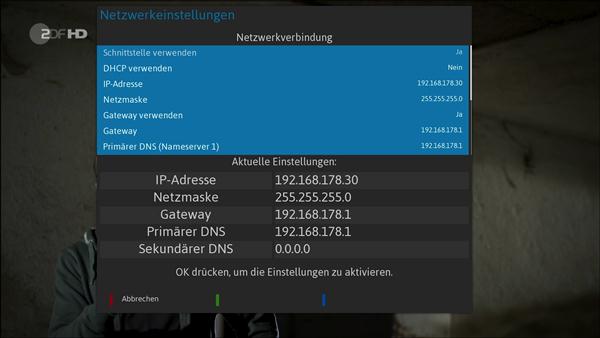 Netzwerkeinstellungen
ZDF HD
Netzwerkverbindung
Schnittstelle verwenden Ja
DHCP verwenden Nein
IP-Adresse 192.168.178.30
Netzmaske 255.255.255.0
Gateway verwenden Ja
Gateway 192.168.178.1
Primärer DNS (Nameserver 1) 192.168.178.1
Aktuelle Einstellungen:
IP-Adresse 192.168.178.30
Netzmaske 255.255.255.0
Gateway 192.168.178.1
Primärer DNS 192.168.178.1
Sekundärer DNS 0.0.0.0
OK drücken, um die Einstellungen zu aktivieren.
Abbrechen